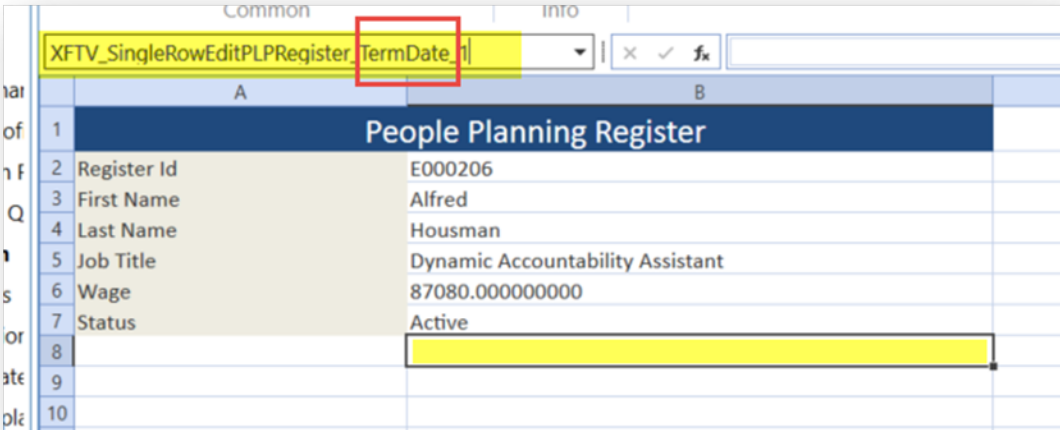 Common Info
XFTV_SingleRowEditPLPRegister_TermDate_1 fx
A B
1 People Planning Register
2 Register Id E000206
3 First Name Alfred
4 Last Name Housman
5 Job Title Dynamic Accountability Assistant
6 Wage 87080.000000000
7 Status Active
8
9
10